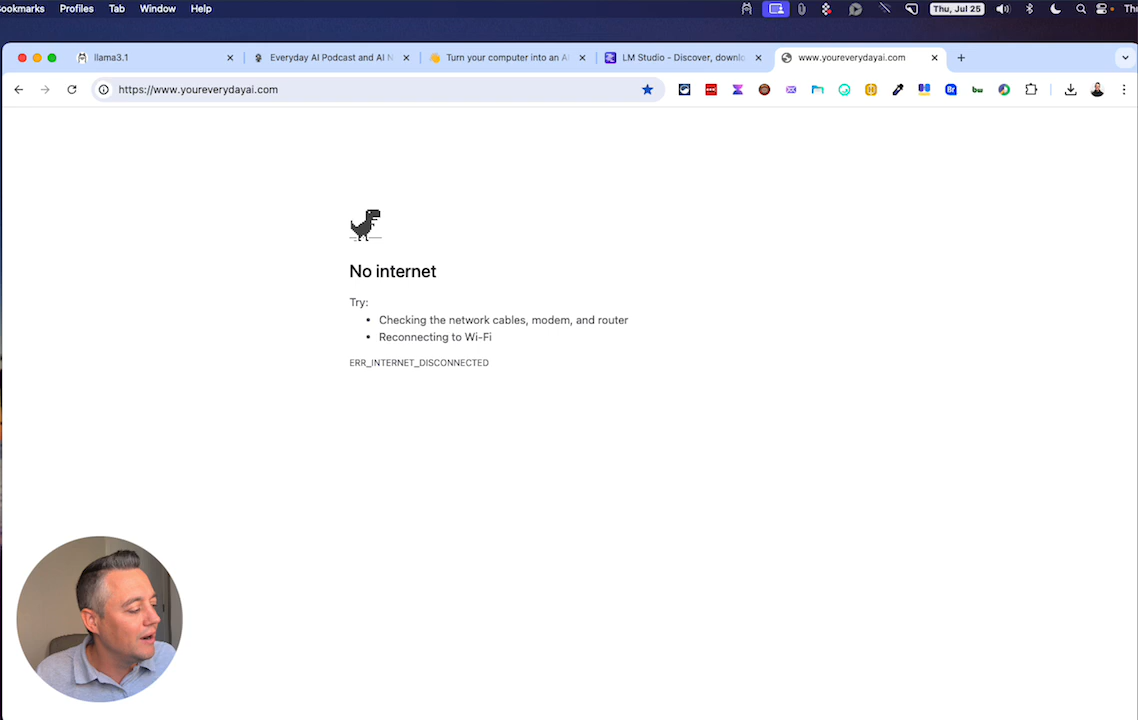 ookmarks Profiles Tab Window Help Thu, Jul 25 Th
llama3.1 Everyday AI Podcast and AI N Turn your computer into an AI LM Studio - Discover, downlo www.youreverydayai.com
https://www.youreverydayai.com
No internet
Try:
• Checking the network cables, modem, and router
• Reconnecting to Wi-Fi
ERR_INTERNET_DISCONNECTED